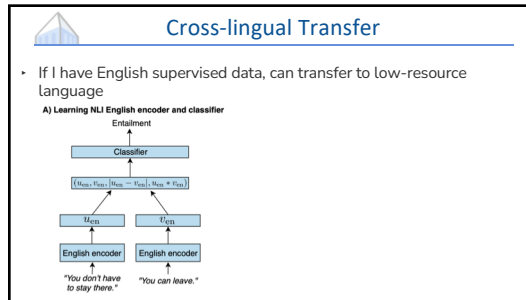 Cross-lingual Transfer
‣ If I have English supervised data, can transfer to low-resource
language
A) Learning NLI English encoder and classifier
Entailment
Classifier
(u_en, v_en, |u_en − v_en|, u_en * v_en)
u_en v_en
English encoder English encoder
"You don't have
to stay there." "You can leave."